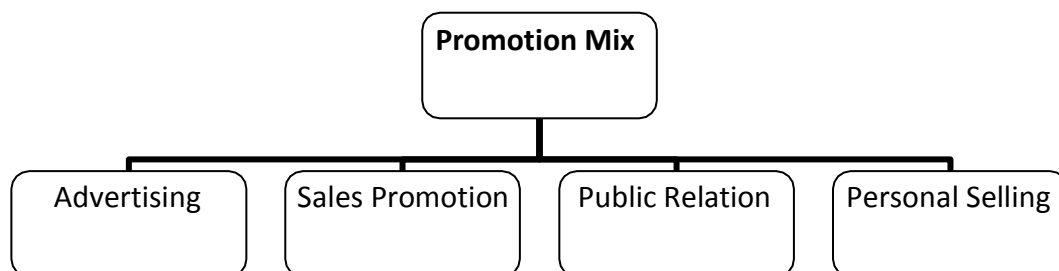 Promotion Mix
Advertising
Sales Promotion
Public Relation
Personal Selling